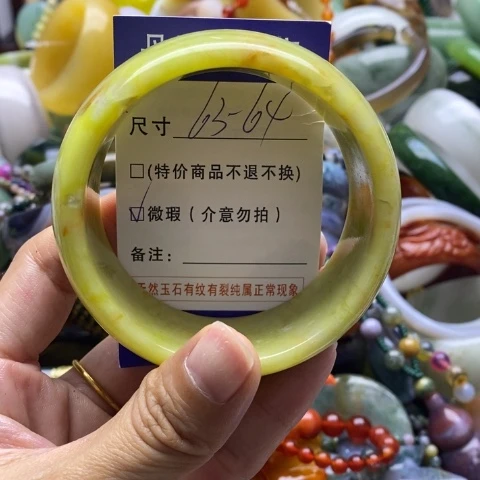 尺寸 63-64
□(特价商品不退不换)
☑微瑕(介意勿拍)
备注:
天然玉石有纹有裂纯属正常现象